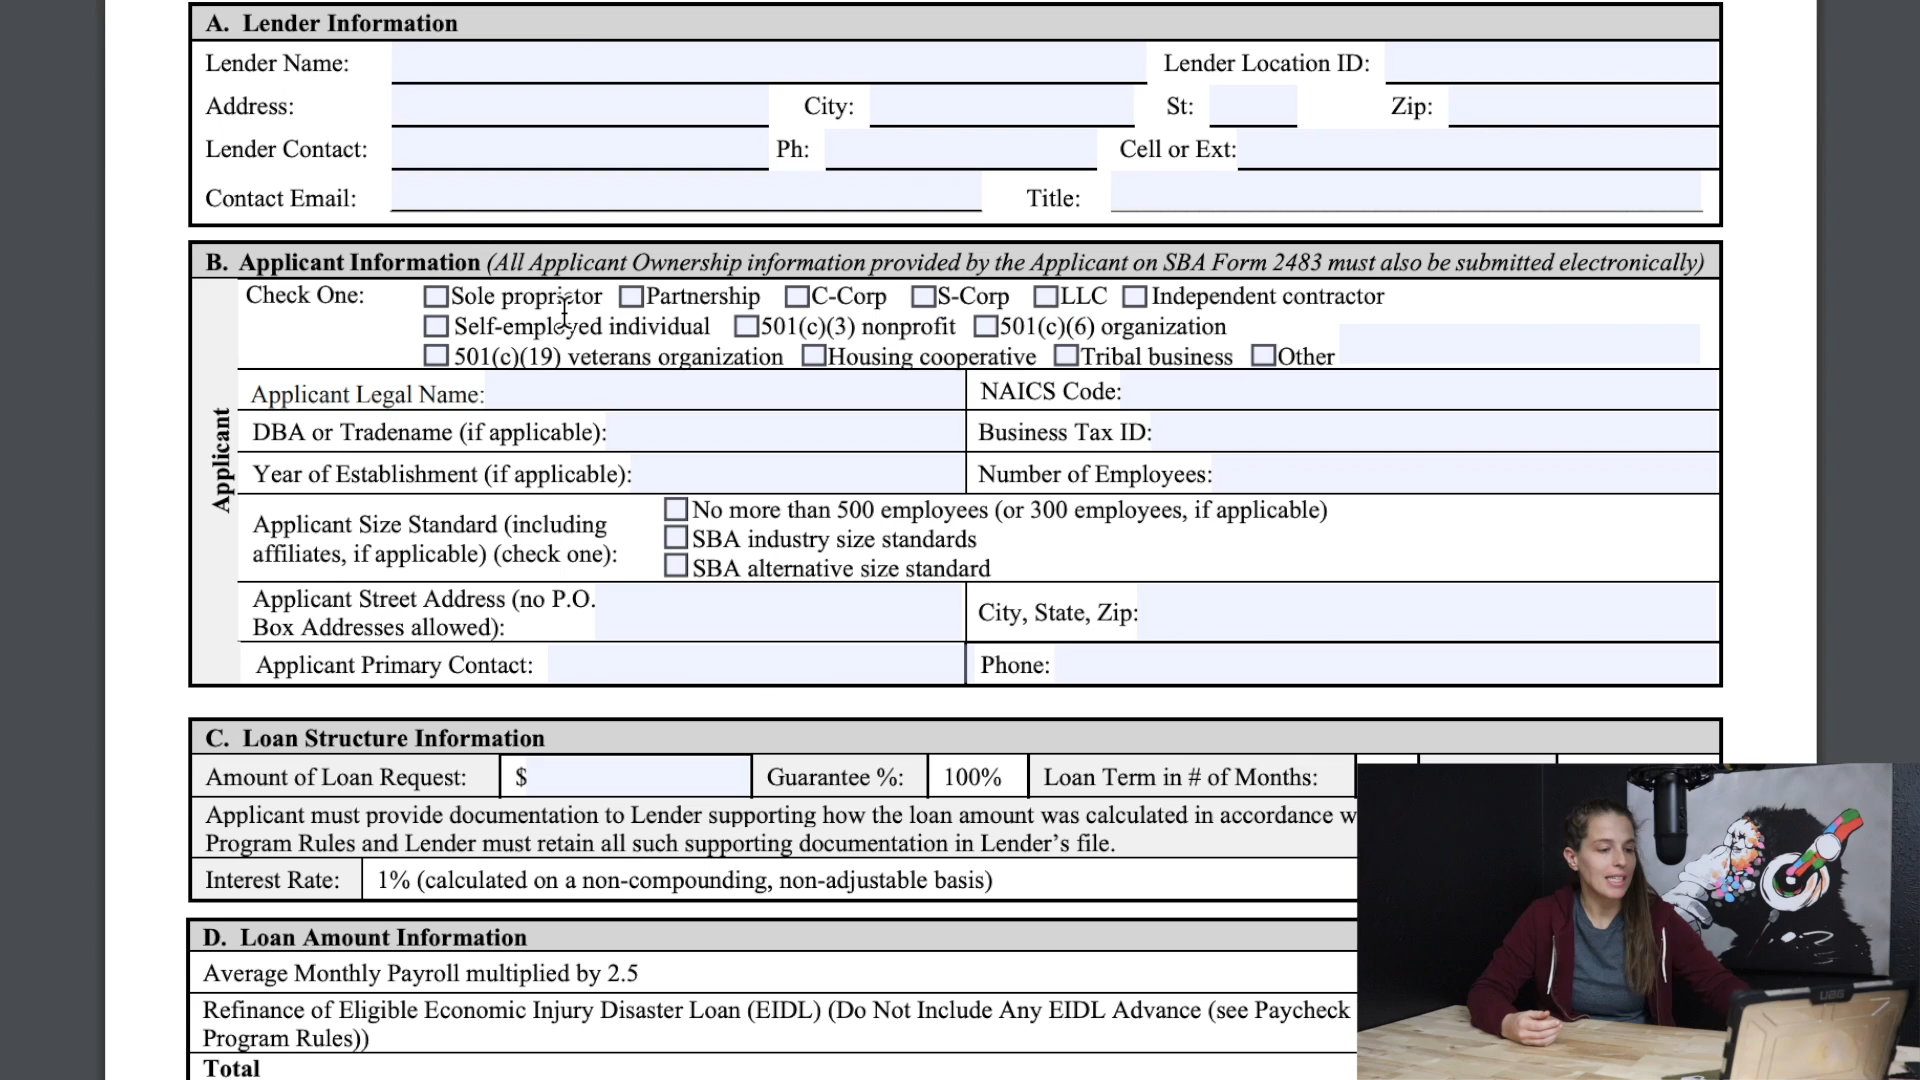 A. Lender Information
Lender Name: Lender Location ID:
Address: City: St: Zip:
Lender Contact: Ph: Cell or Ext:
Contact Email: Title:
B. Applicant Information (All Applicant Ownership information provided by the Applicant on SBA Form 2483 must also be submitted electronically)
Check One: Sole proprietor Partnership C-Corp S-Corp LLC Independent contractor
Self-employed individual 501(c)(3) nonprofit 501(c)(6) organization
501(c)(19) veterans organization Housing cooperative Tribal business Other
Applicant
Applicant Legal Name: NAICS Code:
DBA or Tradename (if applicable): Business Tax ID:
Year of Establishment (if applicable): Number of Employees:
Applicant Size Standard (including
affiliates, if applicable) (check one):
No more than 500 employees (or 300 employees, if applicable)
SBA industry size standards
SBA alternative size standard
Applicant Street Address (no P.O.
Box Addresses allowed):
City, State, Zip:
Applicant Primary Contact: Phone:
C. Loan Structure Information
Amount of Loan Request: $ Guarantee %: 100% Loan Term in # of Months:
Applicant must provide documentation to Lender supporting how the loan amount was calculated in accordance w
Program Rules and Lender must retain all such supporting documentation in Lender's file.
Interest Rate: 1% (calculated on a non-compounding, non-adjustable basis)
D. Loan Amount Information
Average Monthly Payroll multiplied by 2.5
Refinance of Eligible Economic Injury Disaster Loan (EIDL) (Do Not Include Any EIDL Advance (see Paycheck
Program Rules))
Total
UAG